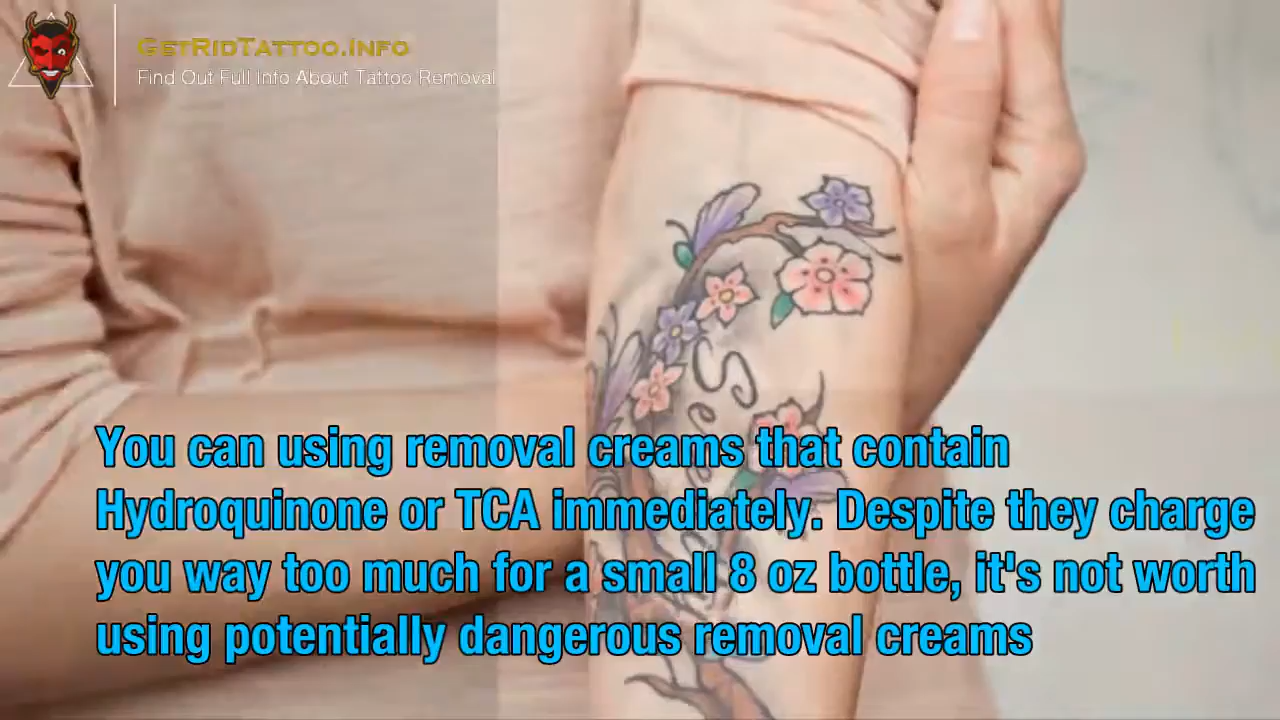 GetRidTattoo.Info
Find Out Full Info About Tattoo Removal
You can using removal creams that contain
Hydroquinone or TCA immediately. Despite they charge
you way too much for a small 8 oz bottle, it's not worth
using potentially dangerous removal creams